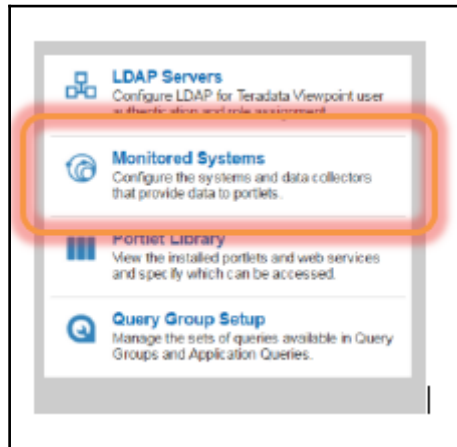 LDAP Servers
Configure LDAP for Teradata Viewpoint user
authentication and role assignment.
Monitored Systems
Configure the systems and data collectors
that provide data to portlets.
Portlet Library
View the installed portlets and web services
and specify which can be accessed.
Query Group Setup
Manage the sets of queries available in Query
Groups and Application Queries.